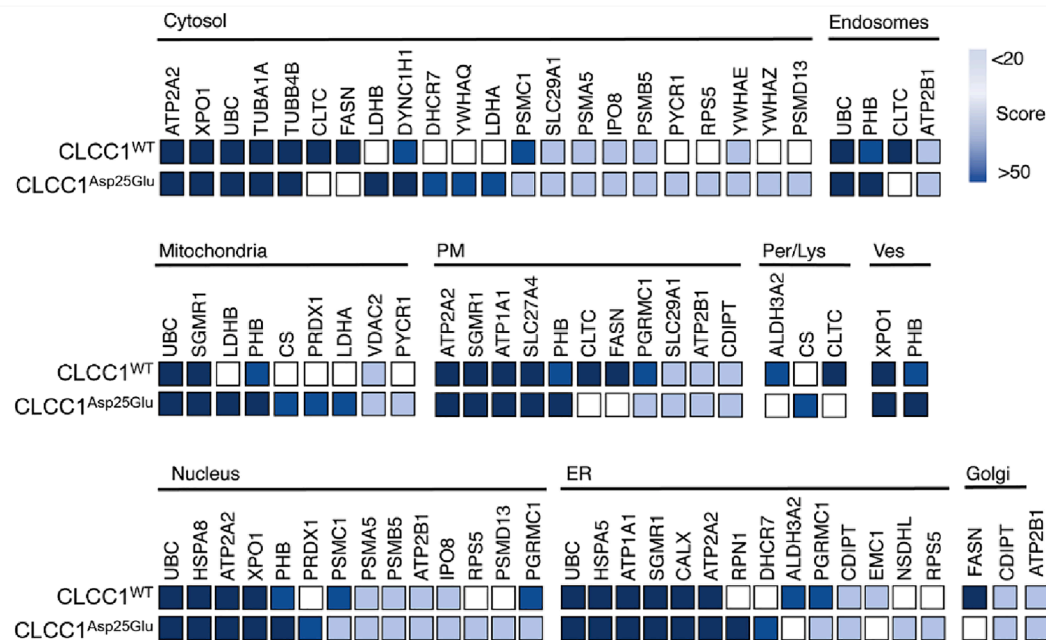 Cytosol Endosomes
ATP2A2 XPO1 UBC TUBA1A TUBB4B CLTC FASN LDHB DYNC1H1 DHCR7 YWHAQ LDHA PSMC1 SLC29A1 PSMA5 IPO8 PSMB5 PYCR1 RPS5 YWHAE YWHAZ PSMD13 UBC PHB CLTC ATP2B1
<20
Score
>50
CLCC1WT
CLCC1Asp25Glu
Mitochondria PM Per/Lys Ves
UBC SGMR1 LDHB PHB CS PRDX1 LDHA VDAC2 PYCR1 ATP2A2 SGMR1 ATP1A1 SLC27A4 PHB CLTC FASN PGRMC1 SLC29A1 ATP2B1 CDIPT ALDH3A2 CS CLTC XPO1 PHB
CLCC1WT
CLCC1Asp25Glu
Nucleus ER Golgi
UBC HSPA8 ATP2A2 XPO1 PHB PRDX1 PSMC1 PSMA5 PSMB5 ATP2B1 IPO8 RPS5 PSMD13 PGRMC1 UBC HSPA5 ATP1A1 SGMR1 CALX ATP2A2 RPN1 DHCR7 ALDH3A2 PGRMC1 CDIPT EMC1 NSDHL RPS5 FASN CDIPT ATP2B1
CLCC1WT
CLCC1Asp25Glu